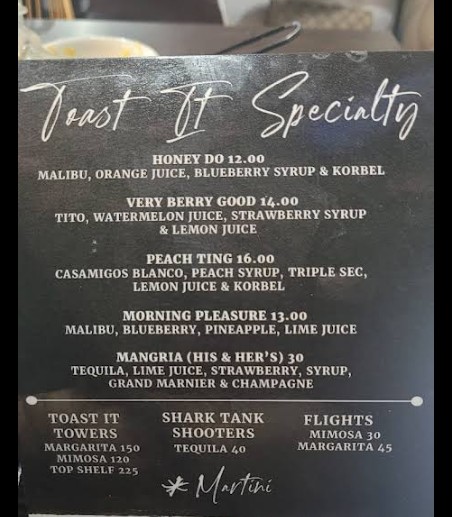 Toast It Specialty
HONEY DO 12.00
MALIBU, ORANGE JUICE, BLUEBERRY SYRUP & KORBEL
VERY BERRY GOOD 14.00
TITO, WATERMELON JUICE, STRAWBERRY SYRUP
& LEMON JUICE
PEACH TING 16.00
CASAMIGOS BLANCO, PEACH SYRUP, TRIPLE SEC,
LEMON JUICE & KORBEL
MORNING PLEASURE 13.00
MALIBU, BLUEBERRY, PINEAPPLE, LIME JUICE
MANGRIA (HIS & HER'S) 30
TEQUILA, LIME JUICE, STRAWBERRY, SYRUP,
GRAND MARNIER & CHAMPAGNE
TOAST IT
TOWERS
MARGARITA 150
MIMOSA 120
TOP SHELF 225
SHARK TANK
SHOOTERS
TEQUILA 40
FLIGHTS
MIMOSA 30
MARGARITA 45
* Martini